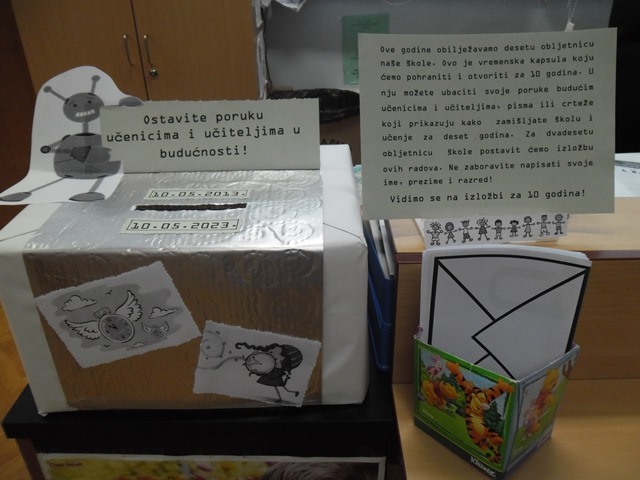 Ostavite poruku
učenicima i učiteljima u
budućnosti!
10.05.2013.
10.05.2023.
Ove godine obilježavamo desetu obljetnicu
naše škole. Ovo je vremenska kapsula koju
ćemo pohraniti i otvoriti za 10 godina. U
nju možete ubaciti svoje poruke budućim
učenicima i učiteljima, pisma ili crteže
koji prikazuju kako zamišljate školu i
učenje za deset godina. Za dvadesetu
obljetnicu škole postavit ćemo izložbu
ovih radova. Ne zaboravite napisati svoje
ime, prezime i razred!
Vidimo se na izložbi za 10 godina!
Kleenex